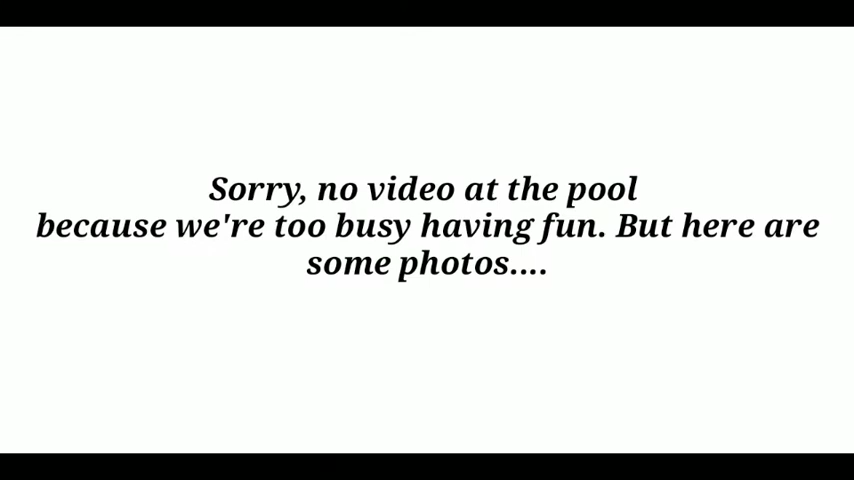 Sorry, no video at the pool
because we're too busy having fun. But here are
some photos....